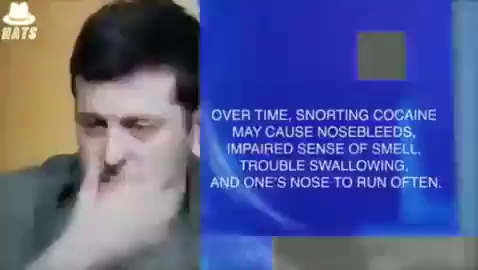 HATS
OVER TIME, SNORTING COCAINE
MAY CAUSE NOSEBLEEDS,
IMPAIRED SENSE OF SMELL,
TROUBLE SWALLOWING,
AND ONE'S NOSE TO RUN OFTEN.